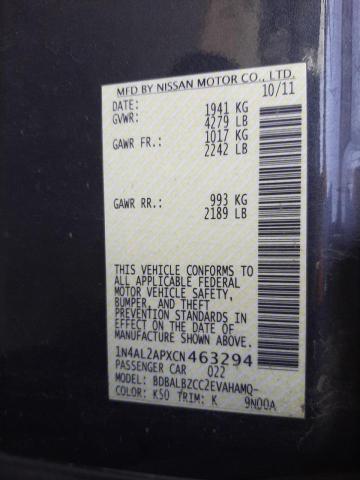 MFD BY NISSAN MOTOR CO., LTD.
10/11
DATE: 1941 KG
GVWR: 4279 LB
GAWR FR.: 1017 KG
2242 LB
GAWR RR.: 993 KG
2189 LB
THIS VEHICLE CONFORMS TO
ALL APPLICABLE FEDERAL
MOTOR VEHICLE SAFETY,
BUMPER, AND THEFT
PREVENTION STANDARDS IN
EFFECT ON THE DATE OF
MANUFACTURE SHOWN ABOVE.
1N4AL2APXCN 463294
PASSENGER CAR 022
MODEL: BDBALBZCC2EVAHAMQ-
COLOR: K50 TRIM: K 9N00A